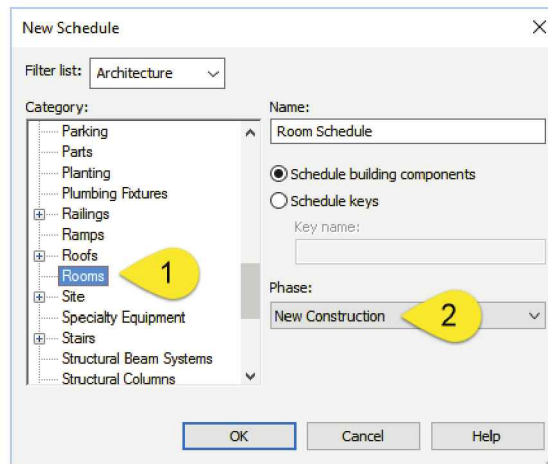 New Schedule
Filter list: Architecture
Category:
Parking
Parts
Planting
Plumbing Fixtures
Railings
Ramps
Roofs
Rooms
Site
Specialty Equipment
Stairs
Structural Beam Systems
Structural Columns
1
Name:
Room Schedule
Schedule building components
Schedule keys
Key name:
Phase:
New Construction
2
OK Cancel Help